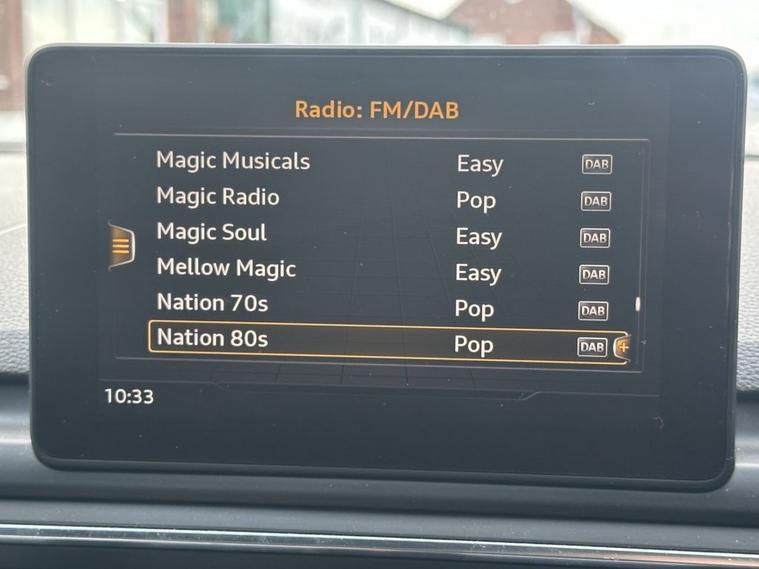 Radio: FM/DAB
Magic Musicals Easy DAB
Magic Radio Pop DAB
Magic Soul Easy DAB
Mellow Magic Easy DAB
Nation 70s Pop DAB
Nation 80s Pop DAB +
10:33